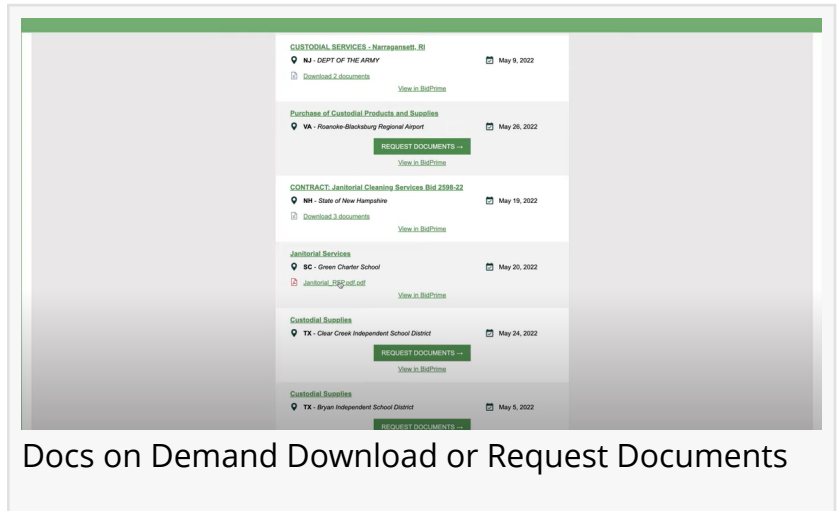 CUSTODIAL SERVICES - Narragansett, RI
NJ - DEPT OF THE ARMY May 9, 2022
Download 2 documents
View in BidPrime
Purchase of Custodial Products and Supplies
VA - Roanoke-Blacksburg Regional Airport May 26, 2022
REQUEST DOCUMENTS →
View in BidPrime
CONTRACT: Janitorial Cleaning Services Bid 2598-22
NH - State of New Hampshire May 19, 2022
Download 3 documents
View in BidPrime
Janitorial Services
SC - Green Charter School May 20, 2022
Janitorial_RFP.pdf.pdf
View in BidPrime
Custodial Supplies
TX - Clear Creek Independent School District May 24, 2022
REQUEST DOCUMENTS →
View in BidPrime
Custodial Supplies
TX - Bryan Independent School District May 5, 2022
REQUEST DOCUMENTS →
Docs on Demand Download or Request Documents